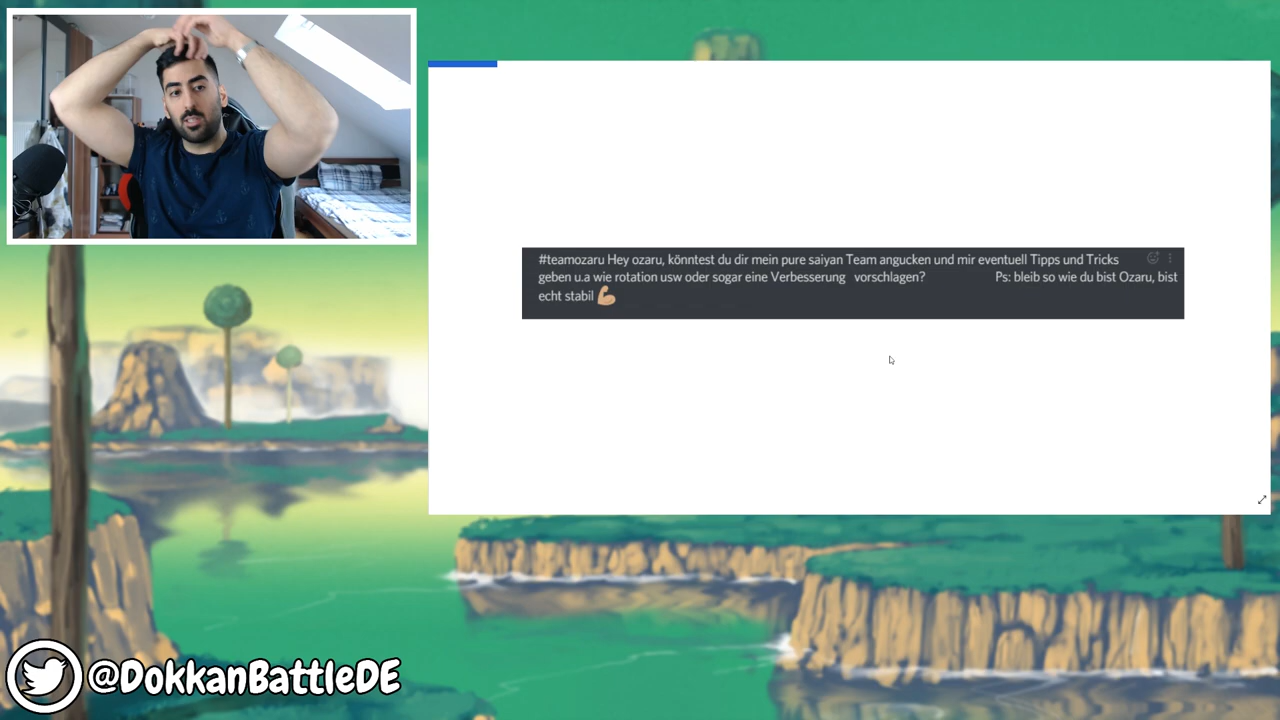 #teamozaru Hey ozaru, könntest du dir mein pure saiyan Team angucken und mir eventuell Tipps und Tricks
geben u.a wie rotation usw oder sogar eine Verbesserung vorschlagen? Ps: bleib so wie du bist Ozaru, bist
echt stabil 💪🏼
@DokkanBattleDE